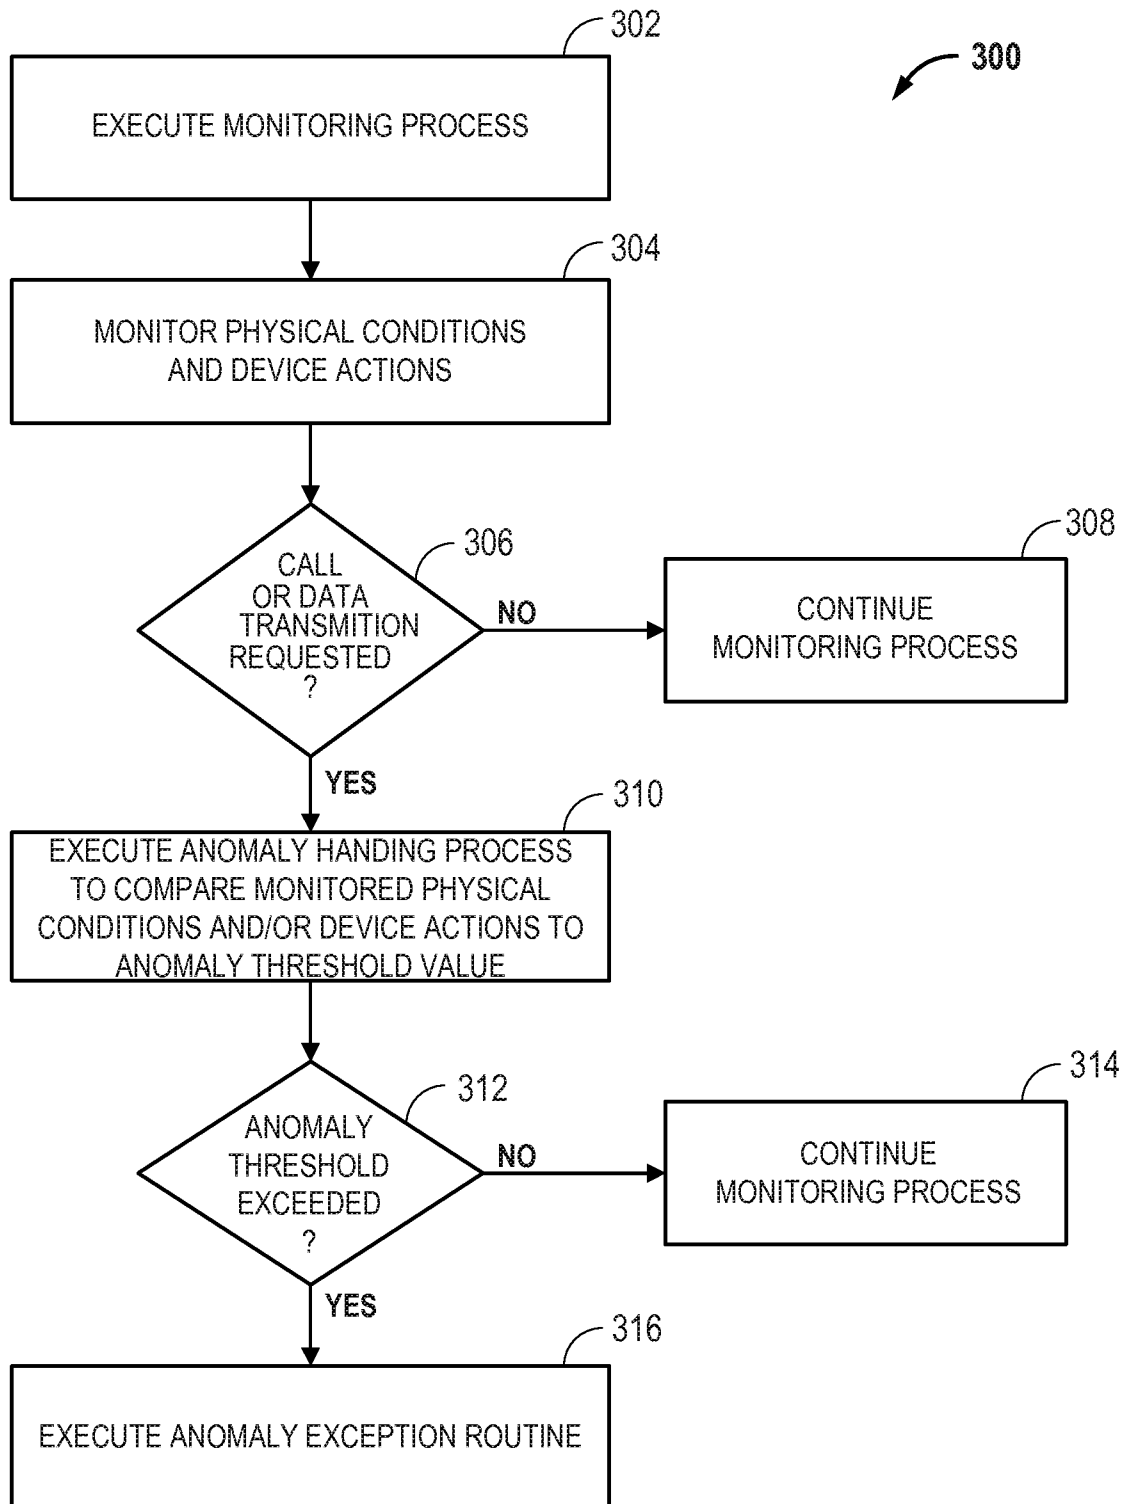 302
300
EXECUTE MONITORING PROCESS
304
MONITOR PHYSICAL CONDITIONS
AND DEVICE ACTIONS
306
CALL
OR DATA
TRANSMITION
REQUESTED
?
NO
308
CONTINUE
MONITORING PROCESS
YES
310
EXECUTE ANOMALY HANDING PROCESS
TO COMPARE MONITORED PHYSICAL
CONDITIONS AND/OR DEVICE ACTIONS TO
ANOMALY THRESHOLD VALUE
312
ANOMALY
THRESHOLD
EXCEEDED
?
NO
314
CONTINUE
MONITORING PROCESS
YES
316
EXECUTE ANOMALY EXCEPTION ROUTINE